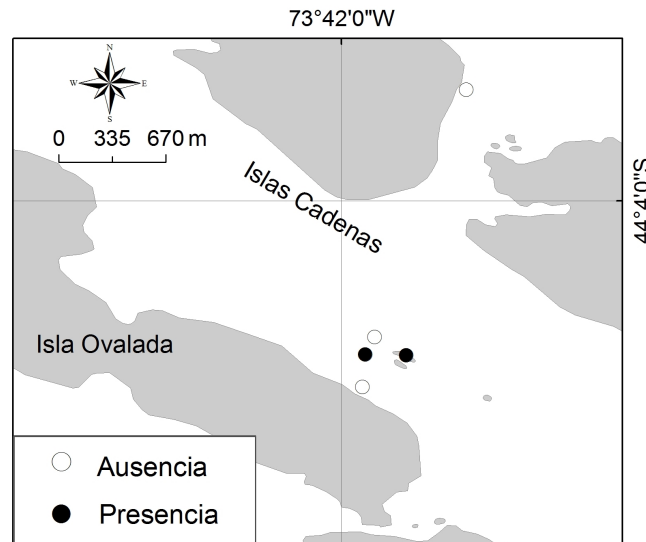 73°42'0"W
N
W E
S
0 335 670 m
44°4'0"S
Islas Cadenas
Isla Ovalada
Ausencia
Presencia